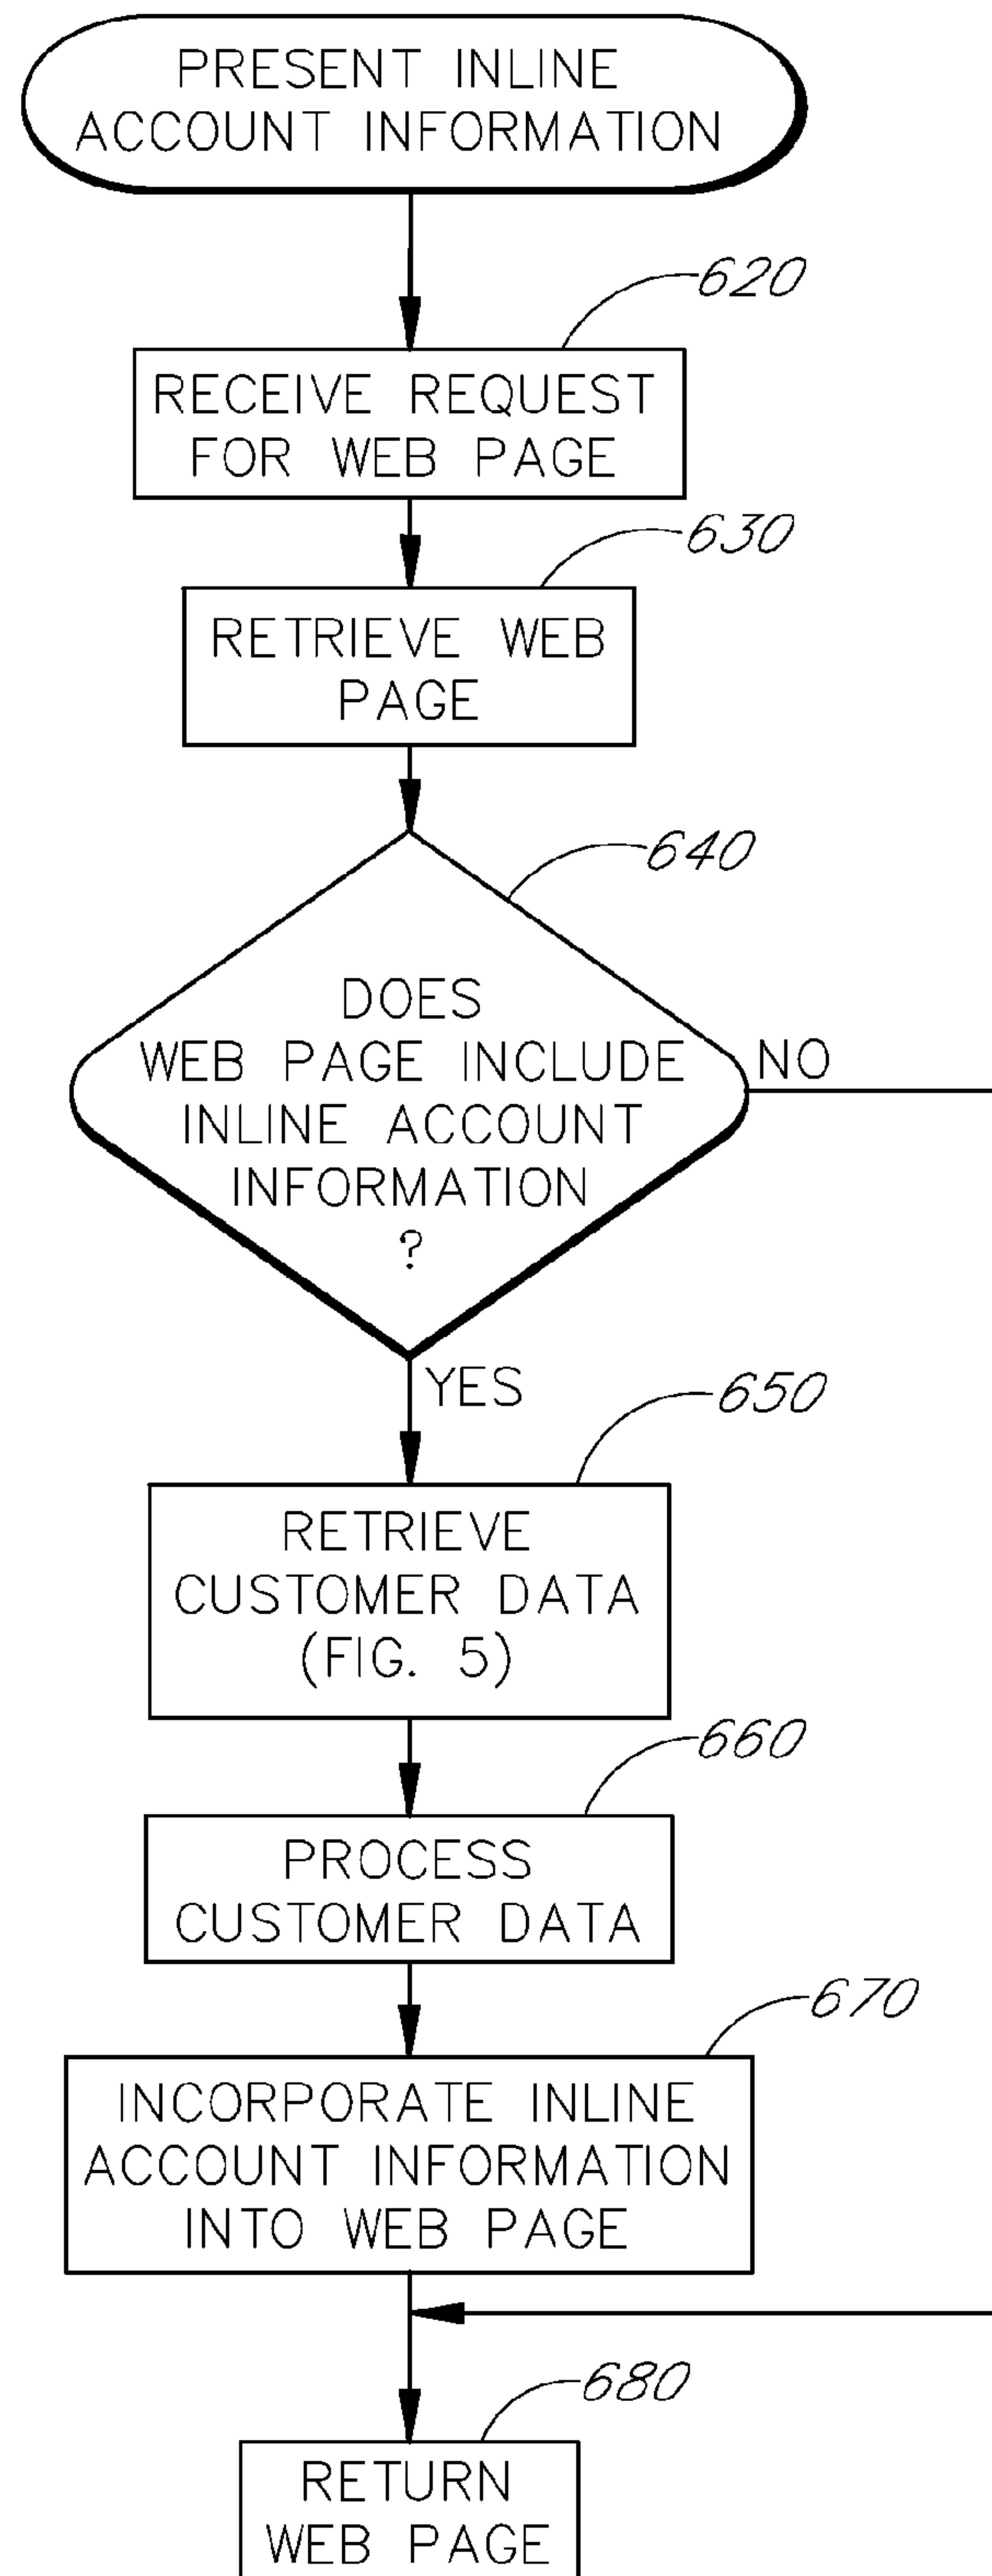 PRESENT INLINE
ACCOUNT INFORMATION
620
RECEIVE REQUEST
FOR WEB PAGE
630
RETRIEVE WEB
PAGE
640
DOES
WEB PAGE INCLUDE
INLINE ACCOUNT
INFORMATION
?
NO
YES
650
RETRIEVE
CUSTOMER DATA
(FIG. 5)
660
PROCESS
CUSTOMER DATA
670
INCORPORATE INLINE
ACCOUNT INFORMATION
INTO WEB PAGE
680
RETURN
WEB PAGE